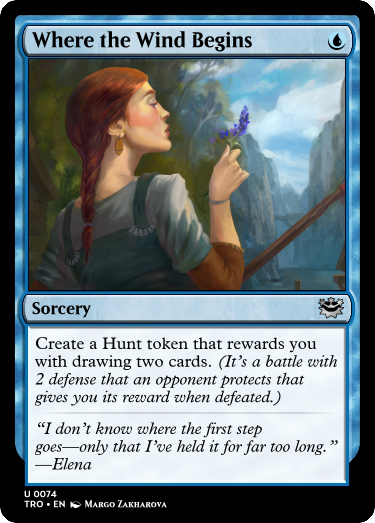 Where the Wind Begins
Sorcery
Create a Hunt token that rewards you
with drawing two cards. (It's a battle with
2 defense that an opponent protects that
gives you its reward when defeated.)
"I don't know where the first step
goes—only that I've held it for far too long."
—Elena
U 0074
TRO • EN Margo Zakharova